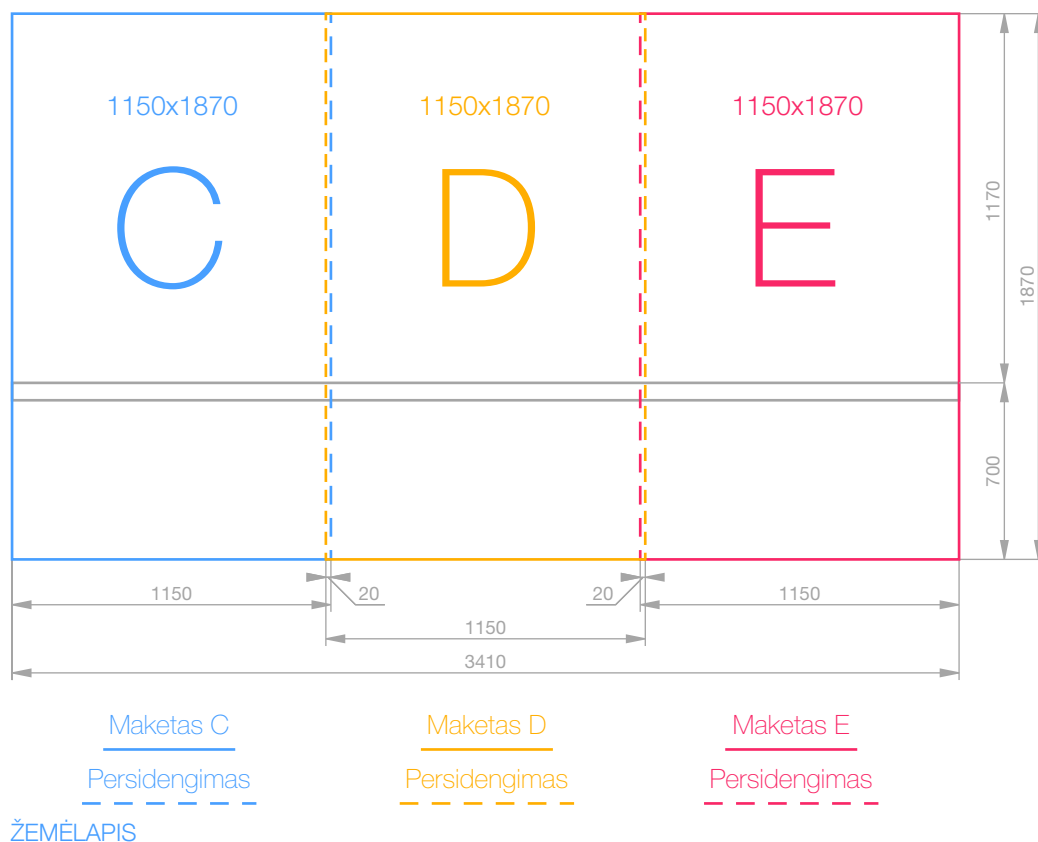 1150x1870 1150x1870 1150x1870
C D E
1170
1870
700
1150 20 20 1150
1150
3410
Maketas C Maketas D Maketas E
Persidengimas Persidengimas Persidengimas
ŽEMĖLAPIS